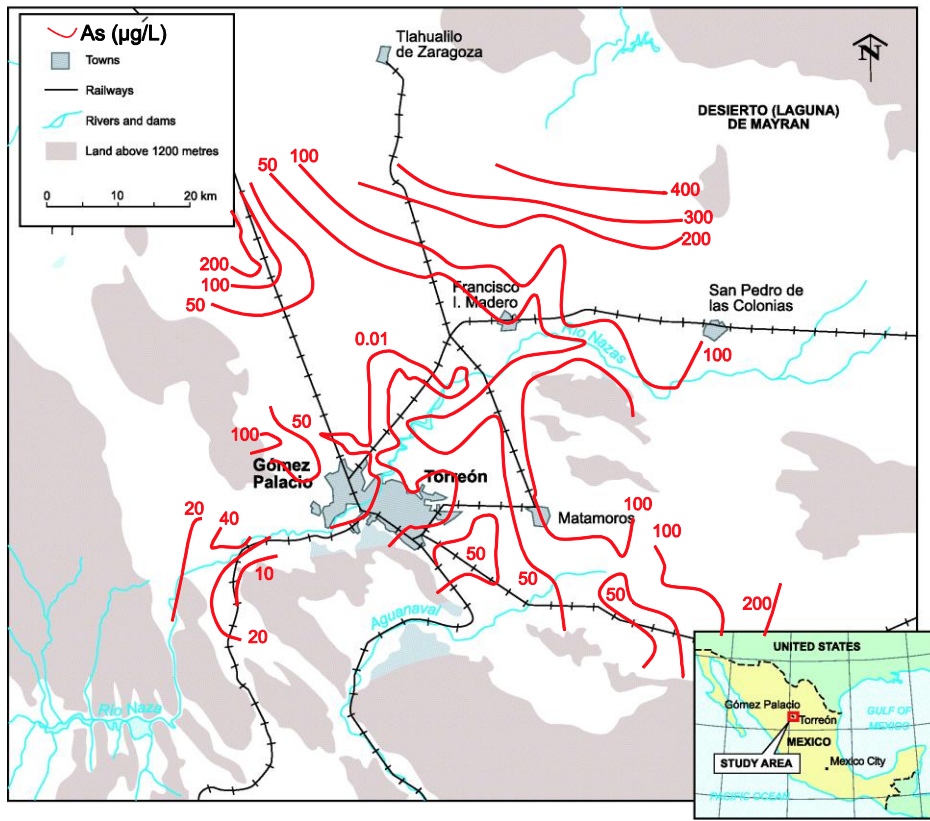 As (µg/L)
Towns
Railways
Rivers and dams
Land above 1200 metres
0 10 20 km
Tlahualilo
de Zaragoza
N
DESIERTO (LAGUNA)
DE MAYRAN
50
100
400
300
200
200
100
50
Francisco
I. Madero
San Pedro de
las Colonias
Río Nazas
100
0.01
50
100
Gómez
Palacio
Torreón
Matamoros
100
100
20
40
10
20
50
50
50
200
Aguanaval
Río Naza
UNITED STATES
Gómez Palacio
Torreón
GULF OF
MEXICO
MEXICO
STUDY AREA
Mexico City
PACIFIC OCEAN